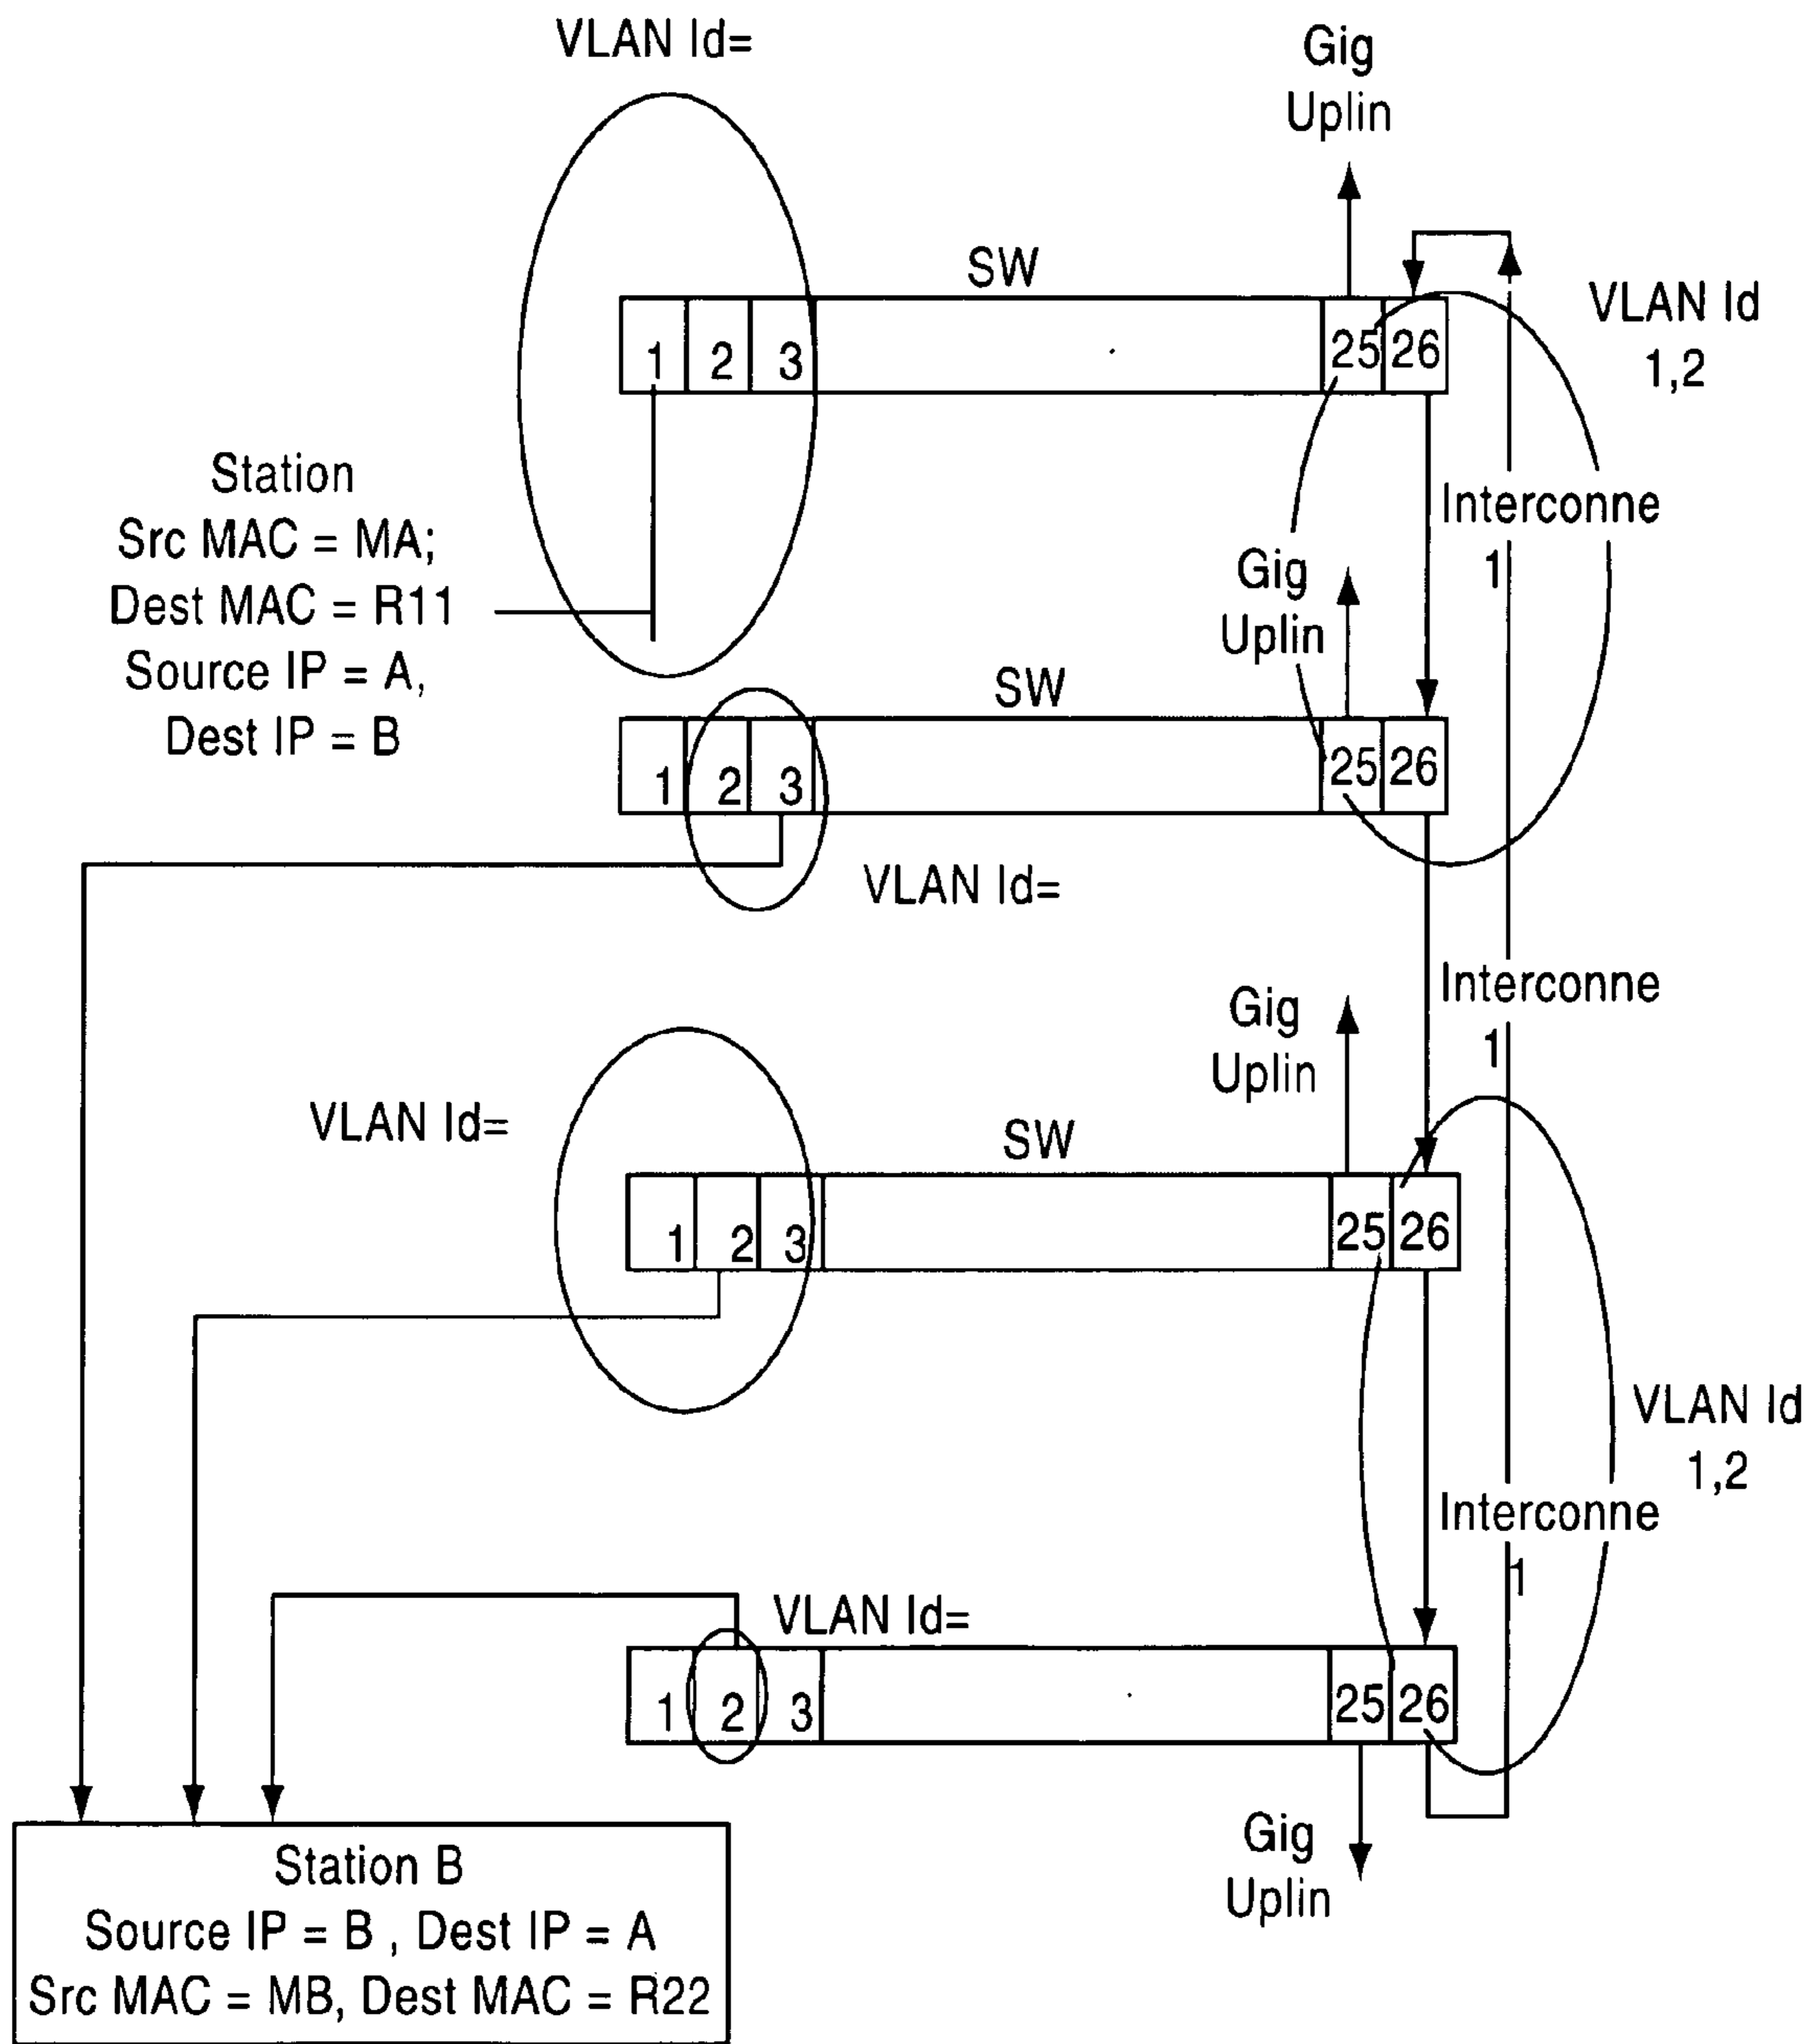 VLAN Id=
Gig
Uplin
SW
1 2 3 25 26
VLAN Id
1,2
Station
Src MAC = MA;
Dest MAC = R11
Source IP = A,
Dest IP = B
Interconne
1
Gig
Uplin
SW
1 2 3 25 26
VLAN Id=
Interconne
1
Gig
Uplin
VLAN Id=
SW
1 2 3 25 26
VLAN Id
1,2
Interconne
1
VLAN Id=
1 2 3 25 26
Gig
Uplin
Station B
Source IP = B , Dest IP = A
Src MAC = MB, Dest MAC = R22